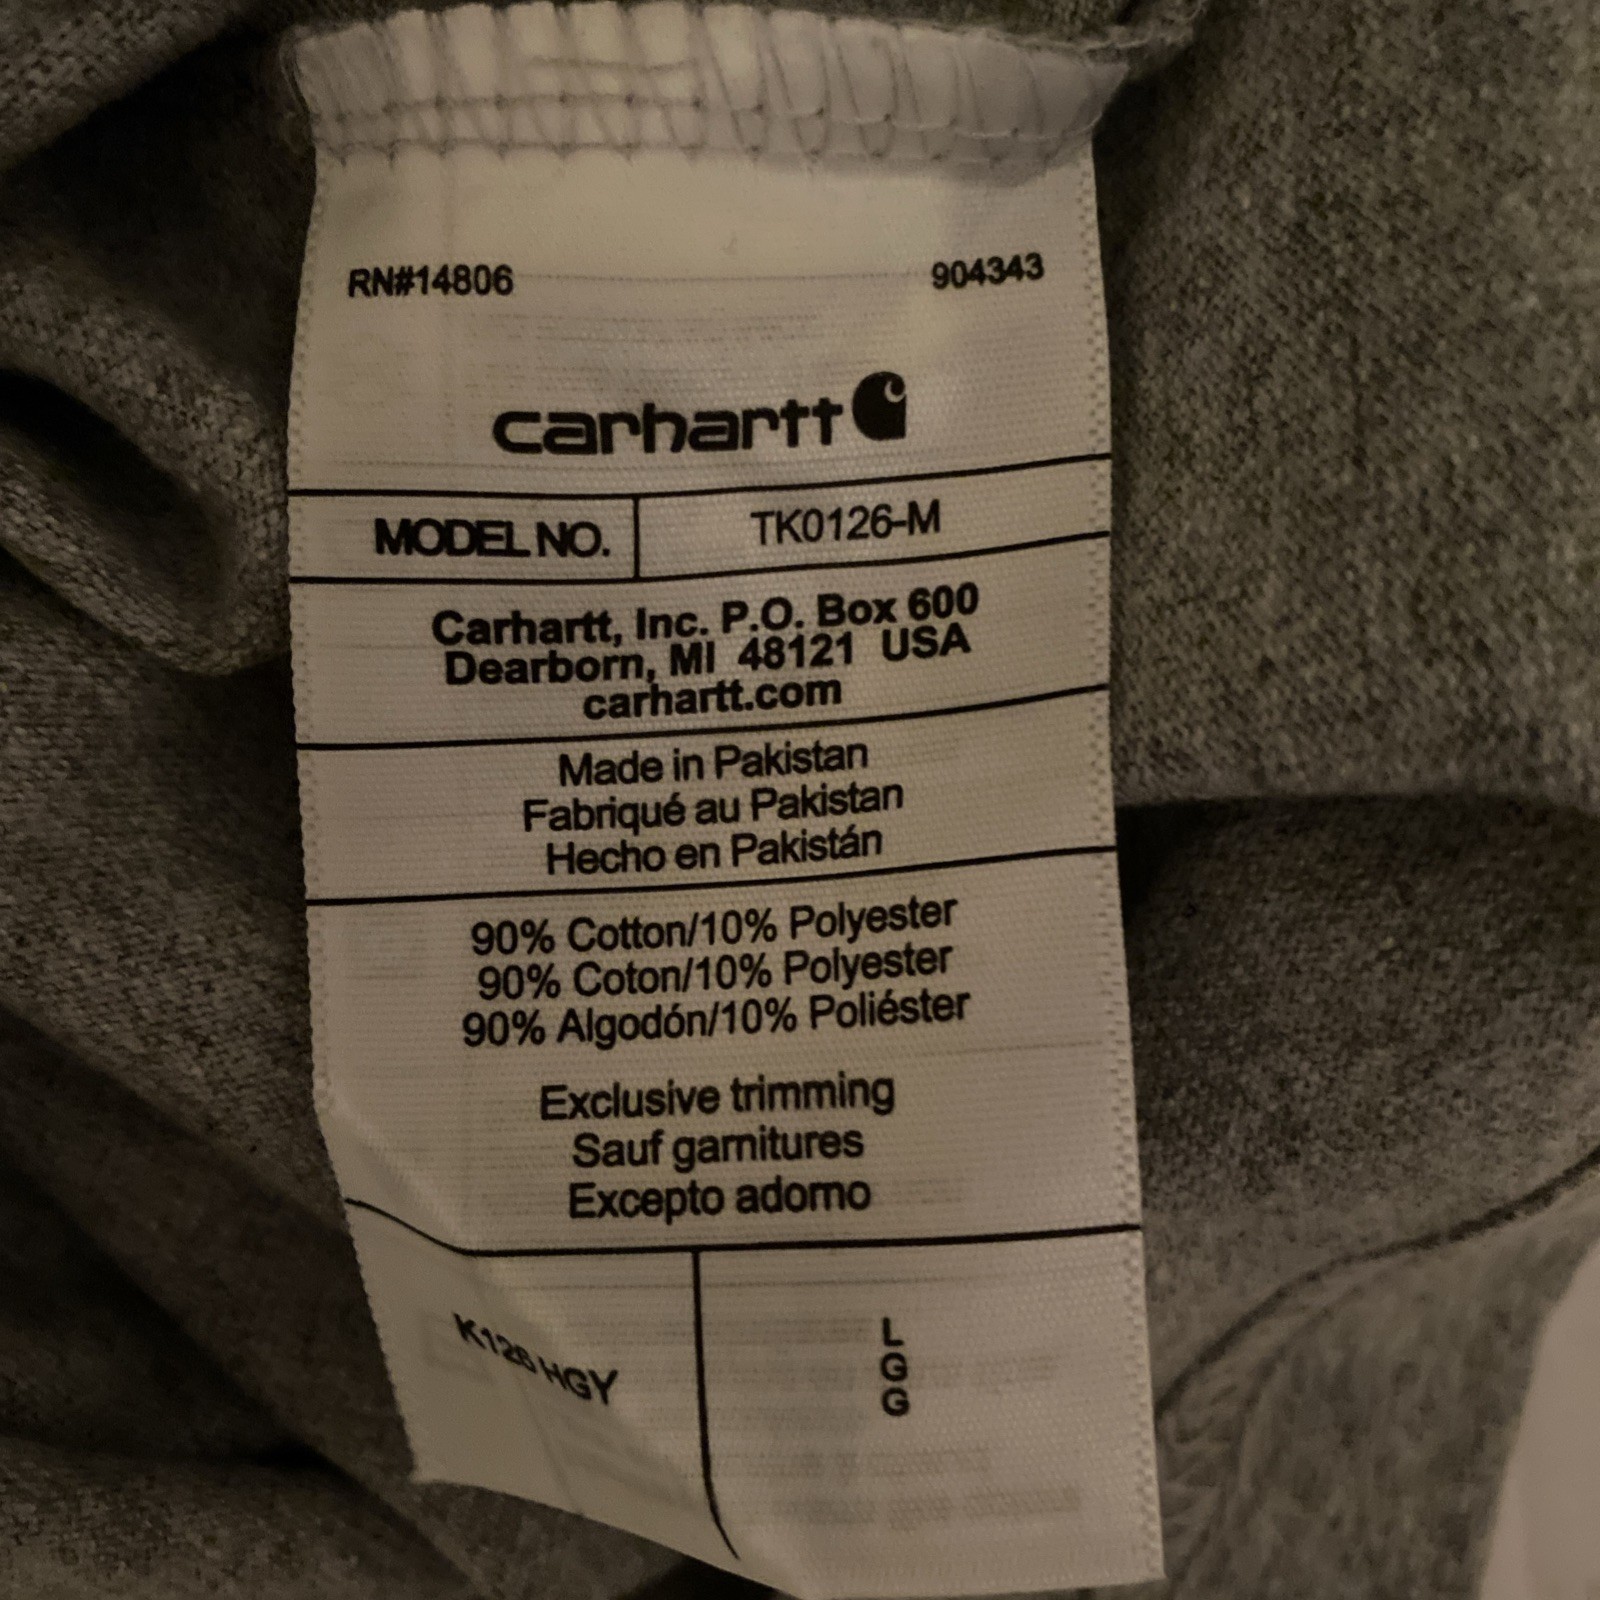 RN#14806 904343
carhartt
MODEL NO. TK0126-M
Carhartt, Inc. P.O. Box 600
Dearborn, MI 48121 USA
carhartt.com
Made in Pakistan
Fabriqué au Pakistan
Hecho en Pakistán
90% Cotton/10% Polyester
90% Coton/10% Polyester
90% Algodón/10% Poliéster
Exclusive trimming
Sauf garnitures
Excepto adorno
K126 HGY
L
G
G